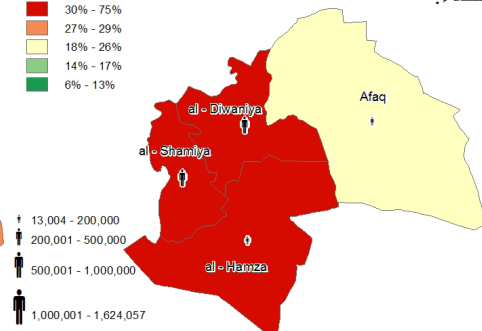 30% - 75%
27% - 29%
18% - 26%
14% - 17%
6% - 13%
Afaq
al - Diwaniya
al - Shamiya
al - Hamza
13,004 - 200,000
200,001 - 500,000
500,001 - 1,000,000
1,000,001 - 1,624,057